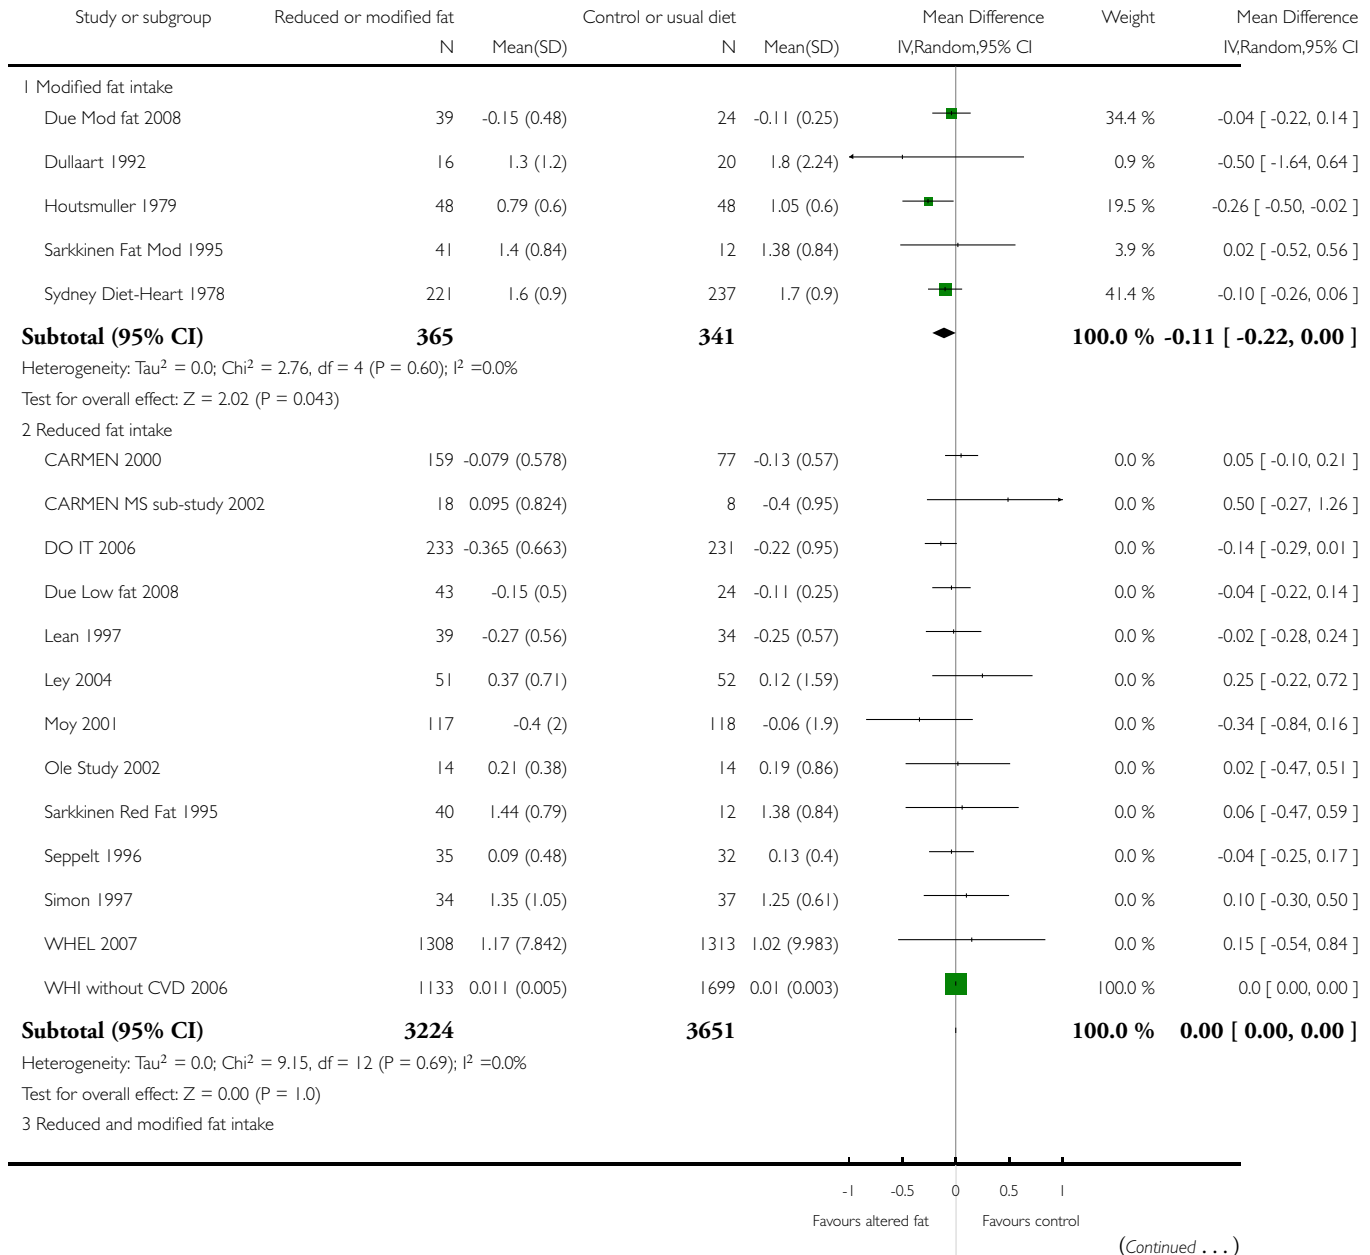 Study or subgroup Reduced or modified fat Control or usual diet Mean Difference Weight Mean Difference
N Mean(SD) N Mean(SD) IV,Random,95% CI IV,Random,95% CI
1 Modified fat intake
Due Mod fat 2008 39 -0.15 (0.48) 24 -0.11 (0.25) 34.4 % -0.04 [ -0.22, 0.14 ]
Dullaart 1992 16 1.3 (1.2) 20 1.8 (2.24) 0.9 % -0.50 [ -1.64, 0.64 ]
Houtsmuller 1979 48 0.79 (0.6) 48 1.05 (0.6) 19.5 % -0.26 [ -0.50, -0.02 ]
Sarkkinen Fat Mod 1995 41 1.4 (0.84) 12 1.38 (0.84) 3.9 % 0.02 [ -0.52, 0.56 ]
Sydney Diet-Heart 1978 221 1.6 (0.9) 237 1.7 (0.9) 41.4 % -0.10 [ -0.26, 0.06 ]
Subtotal (95% CI) 365 341 100.0 % -0.11 [ -0.22, 0.00 ]
Heterogeneity: Tau² = 0.0; Chi² = 2.76, df = 4 (P = 0.60); I² =0.0%
Test for overall effect: Z = 2.02 (P = 0.043)
2 Reduced fat intake
CARMEN 2000 159 -0.079 (0.578) 77 -0.13 (0.57) 0.0 % 0.05 [ -0.10, 0.21 ]
CARMEN MS sub-study 2002 18 0.095 (0.824) 8 -0.4 (0.95) 0.0 % 0.50 [ -0.27, 1.26 ]
DO IT 2006 233 -0.365 (0.663) 231 -0.22 (0.95) 0.0 % -0.14 [ -0.29, 0.01 ]
Due Low fat 2008 43 -0.15 (0.5) 24 -0.11 (0.25) 0.0 % -0.04 [ -0.22, 0.14 ]
Lean 1997 39 -0.27 (0.56) 34 -0.25 (0.57) 0.0 % -0.02 [ -0.28, 0.24 ]
Ley 2004 51 0.37 (0.71) 52 0.12 (1.59) 0.0 % 0.25 [ -0.22, 0.72 ]
Moy 2001 117 -0.4 (2) 118 -0.06 (1.9) 0.0 % -0.34 [ -0.84, 0.16 ]
Ole Study 2002 14 0.21 (0.38) 14 0.19 (0.86) 0.0 % 0.02 [ -0.47, 0.51 ]
Sarkkinen Red Fat 1995 40 1.44 (0.79) 12 1.38 (0.84) 0.0 % 0.06 [ -0.47, 0.59 ]
Seppelt 1996 35 0.09 (0.48) 32 0.13 (0.4) 0.0 % -0.04 [ -0.25, 0.17 ]
Simon 1997 34 1.35 (1.05) 37 1.25 (0.61) 0.0 % 0.10 [ -0.30, 0.50 ]
WHEL 2007 1308 1.17 (7.842) 1313 1.02 (9.983) 0.0 % 0.15 [ -0.54, 0.84 ]
WHI without CVD 2006 1133 0.011 (0.005) 1699 0.01 (0.003) 100.0 % 0.0 [ 0.00, 0.00 ]
Subtotal (95% CI) 3224 3651 100.0 % 0.00 [ 0.00, 0.00 ]
Heterogeneity: Tau² = 0.0; Chi² = 9.15, df = 12 (P = 0.69); I² =0.0%
Test for overall effect: Z = 0.00 (P = 1.0)
3 Reduced and modified fat intake
-1 -0.5 0 0.5 1
Favours altered fat Favours control
(Continued . . . )